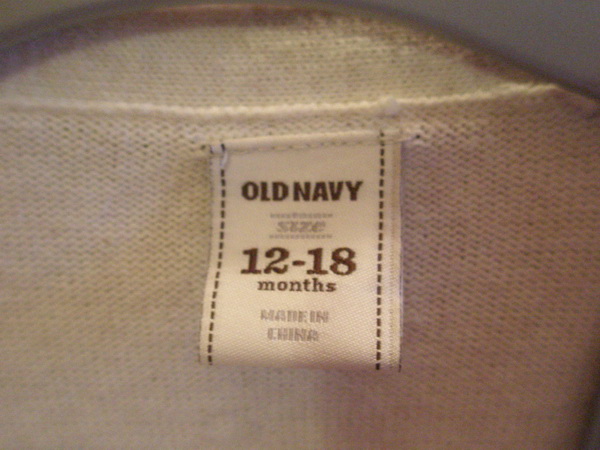 OLD NAVY
SIZE
12-18
months
MADE IN
CHINA